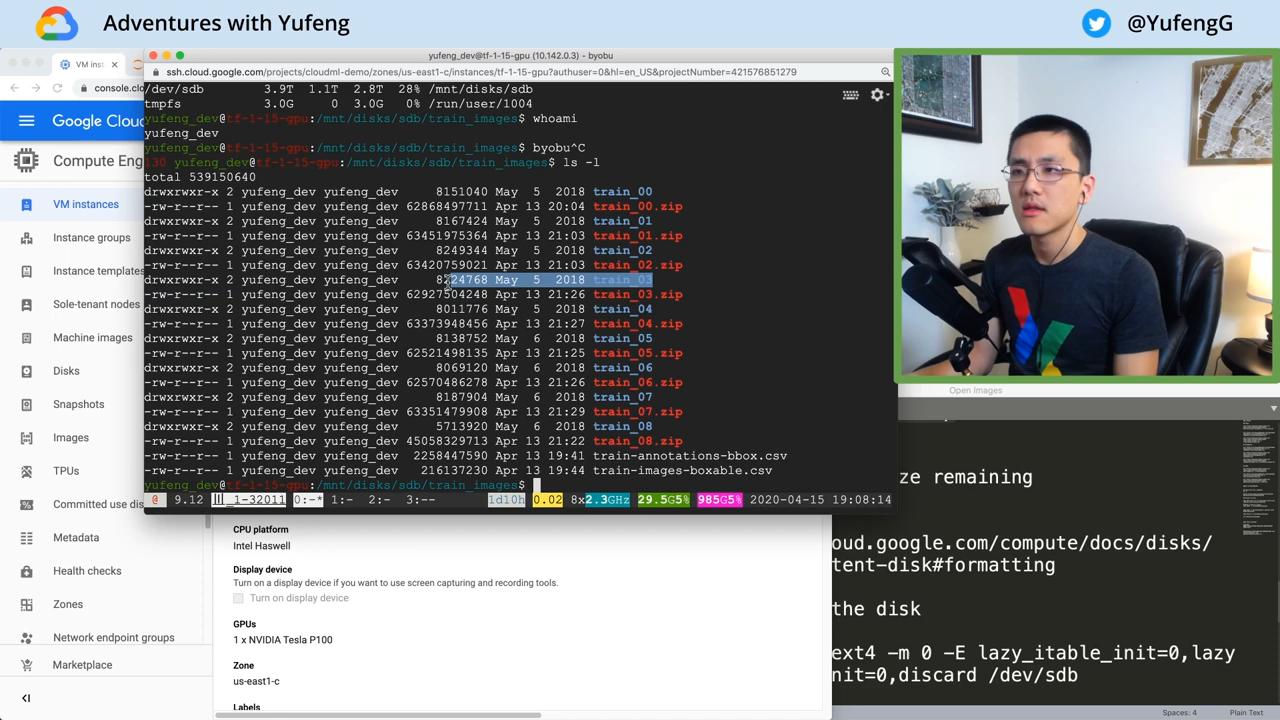 Adventures with Yufeng
@YufengG
yufeng_dev@tf-1-15-gpu (10.142.0.3) - byobu
ssh.cloud.google.com/projects/cloudml-demo/zones/us-east1-c/instances/tf-1-15-gpu?authuser=0&hl=en_US&projectNumber=421576851279
VM inst
console.clo
Google Cloud
Compute Eng
VM instances
Instance groups
Instance templates
Sole-tenant nodes
Machine images
Disks
Snapshots
Images
TPUs
Committed use dis
Metadata
Health checks
Zones
Network endpoint groups
Marketplace
/dev/sdb 3.9T 1.1T 2.8T 28% /mnt/disks/sdb
tmpfs 3.0G 0 3.0G 0% /run/user/1004
yufeng_dev@tf-1-15-gpu:/mnt/disks/sdb/train_images$ whoami
yufeng_dev
yufeng_dev@tf-1-15-gpu:/mnt/disks/sdb/train_images$ byobu^C
130 yufeng_dev@tf-1-15-gpu:/mnt/disks/sdb/train_images$ ls -l
total 539150640
drwxrwxr-x 2 yufeng_dev yufeng_dev 8151040 May 5 2018 train_00
-rw-r--r-- 1 yufeng_dev yufeng_dev 62868497711 Apr 13 20:04 train_00.zip
drwxrwxr-x 2 yufeng_dev yufeng_dev 8167424 May 5 2018 train_01
-rw-r--r-- 1 yufeng_dev yufeng_dev 63451975364 Apr 13 21:03 train_01.zip
drwxrwxr-x 2 yufeng_dev yufeng_dev 8249344 May 5 2018 train_02
-rw-r--r-- 1 yufeng_dev yufeng_dev 63420759021 Apr 13 21:03 train_02.zip
drwxrwxr-x 2 yufeng_dev yufeng_dev 8224768 May 5 2018 train_03
-rw-r--r-- 1 yufeng_dev yufeng_dev 62927504248 Apr 13 21:26 train_03.zip
drwxrwxr-x 2 yufeng_dev yufeng_dev 8011776 May 5 2018 train_04
-rw-r--r-- 1 yufeng_dev yufeng_dev 63373948456 Apr 13 21:27 train_04.zip
drwxrwxr-x 2 yufeng_dev yufeng_dev 8138752 May 6 2018 train_05
-rw-r--r-- 1 yufeng_dev yufeng_dev 62521498135 Apr 13 21:25 train_05.zip
drwxrwxr-x 2 yufeng_dev yufeng_dev 8069120 May 6 2018 train_06
-rw-r--r-- 1 yufeng_dev yufeng_dev 62570486278 Apr 13 21:26 train_06.zip
drwxrwxr-x 2 yufeng_dev yufeng_dev 8187904 May 6 2018 train_07
-rw-r--r-- 1 yufeng_dev yufeng_dev 63351479908 Apr 13 21:29 train_07.zip
drwxrwxr-x 2 yufeng_dev yufeng_dev 5713920 May 6 2018 train_08
-rw-r--r-- 1 yufeng_dev yufeng_dev 45058329713 Apr 13 21:22 train_08.zip
-rw-r--r-- 1 yufeng_dev yufeng_dev 2258447590 Apr 13 19:41 train-annotations-bbox.csv
-rw-r--r-- 1 yufeng_dev yufeng_dev 216137230 Apr 13 19:44 train-images-boxable.csv
yufeng_dev@tf-1-15-gpu:/mnt/disks/sdb/train_images$
@ 9.12 1-32011 0:-* 1:- 2:- 3:-- 1d10h 0.02 8x2.3GHz 29.5G5% 985G5% 2020-04-15 19:08:14
CPU platform
Intel Haswell
Display device
Turn on a display device if you want to use screen capturing and recording tools.
Turn on display device
GPUs
1 x NVIDIA Tesla P100
Zone
us-east1-c
Labels
Open Images
ze remaining
oud.google.com/compute/docs/disks/
tent-disk#formatting
the disk
ext4 -m 0 -E lazy_itable_init=0,lazy
nit=0,discard /dev/sdb
Spaces: 4
Plain Text